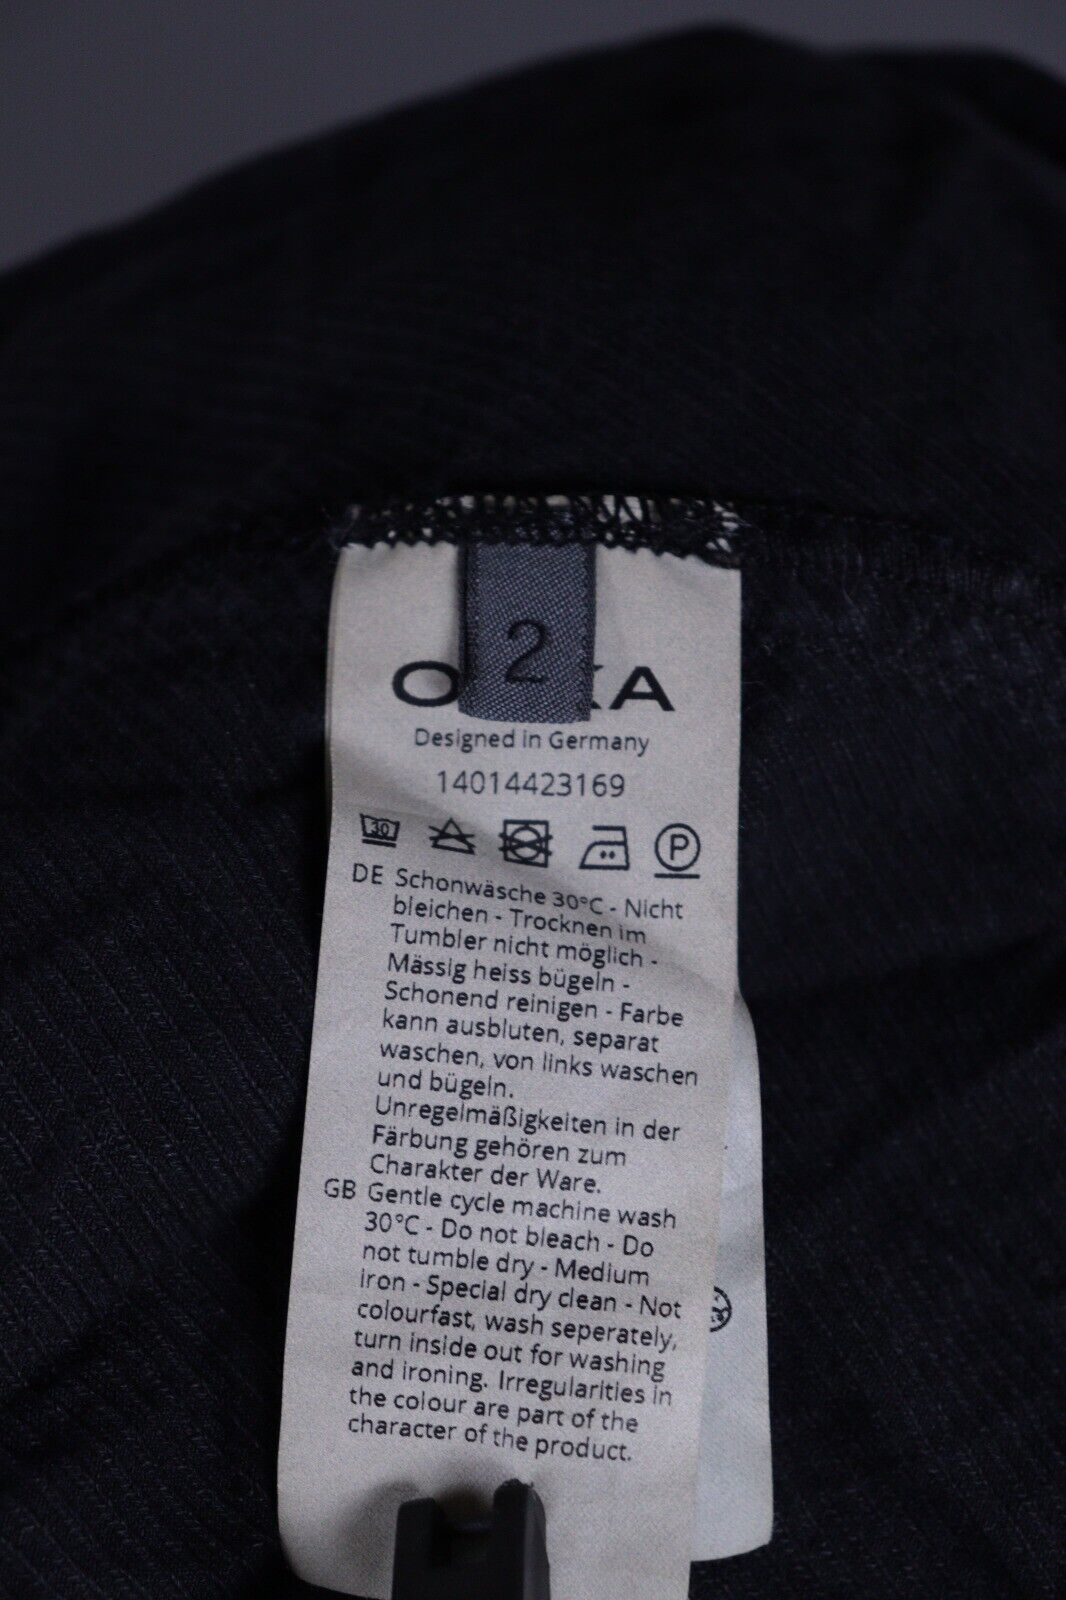 2
Designed in Germany
14014423169
30 P
DE Schonwäsche 30°C - Nicht
bleichen - Trocknen im
Tumbler nicht möglich -
Mässig heiss bügeln -
Schonend reinigen - Farbe
kann ausbluten, separat
waschen, von links waschen
und bügeln.
Unregelmäßigkeiten in der
Färbung gehören zum
Charakter der Ware.
GB Gentle cycle machine wash
30°C - Do not bleach - Do
not tumble dry - Medium
iron - Special dry clean - Not
colourfast, wash seperately,
turn inside out for washing
and ironing. Irregularities in
the colour are part of the
character of the product.